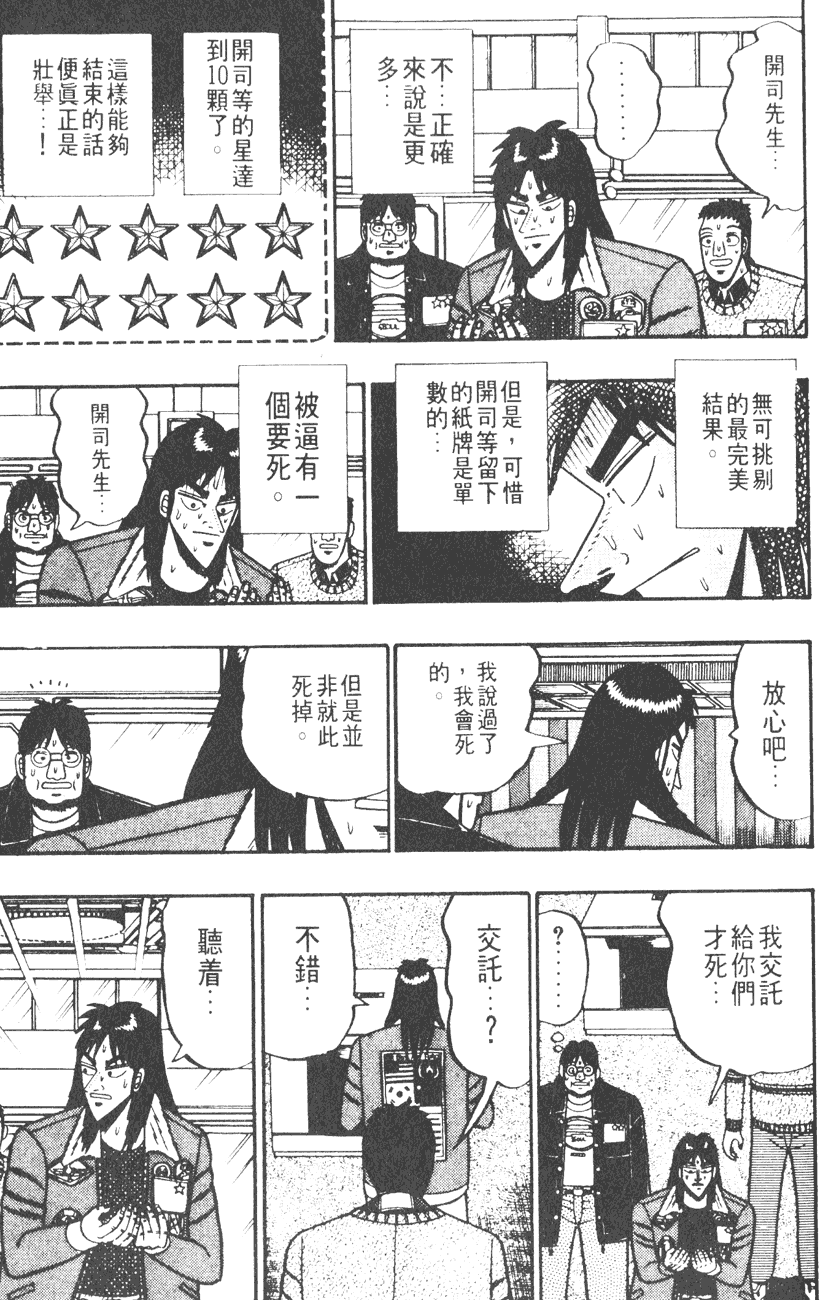 開司先生…
……
不…正確
來說是更
多…
開司等的星達
到10顆了。
這樣能夠
結束的話
便真正是
壯舉…！
SEOUL
無可挑剔
的最完美
結果。
但是，可惜
開司等留下
的紙牌是單
數的…
被逼有一
個要死。
開司先生…
放心吧…
我說過了
，我會死
的。
但是並
非就此
死掉。
我交託
給你們
才死…
？……
SEOUL
交託…？
不錯…
聽着…